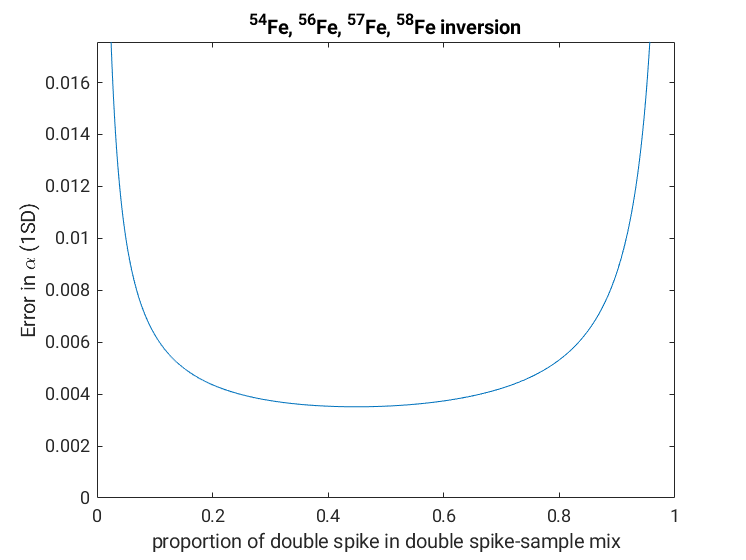 ⁵⁴Fe, ⁵⁶Fe, ⁵⁷Fe, ⁵⁸Fe inversion
0.016
0.014
0.012
0.01
0.008
0.006
0.004
0.002
0
Error in α (1SD)
0 0.2 0.4 0.6 0.8 1
proportion of double spike in double spike-sample mix